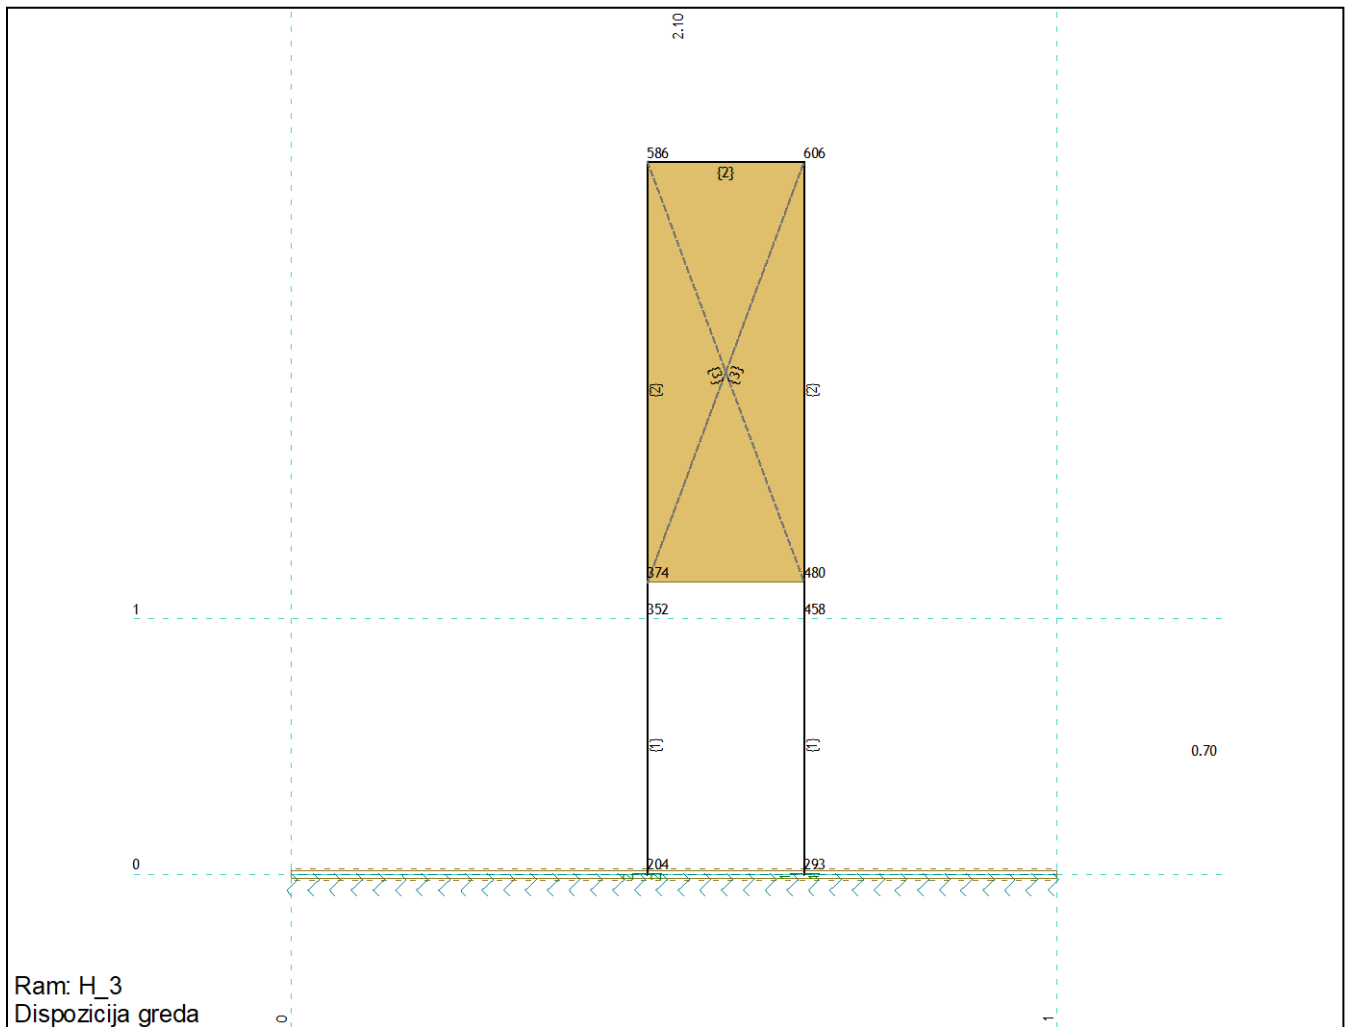 2.10
586 606
{2}
{3} {3}
{2} {2}
374 480
1 352 458
{1} {1}
0.70
0 204 293
Ram: H_3
Dispozicija greda
0 1